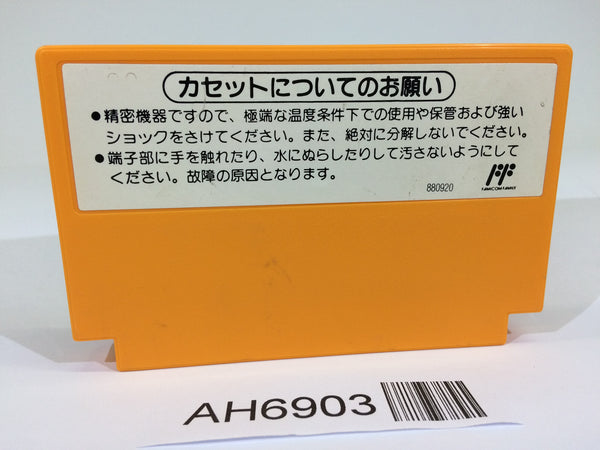 カセットについてのお願い
●精密機器ですので、極端な温度条件下での使用や保管および強い
ショックをさけてください。また、絶対に分解しないでください。
●端子部に手を触れたり、水にぬらしたりして汚さないようにして
ください。故障の原因となります。
880920
FAMICOM FAMILY
AH6903